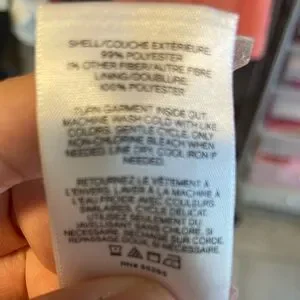 SHELL/COUCHE EXTÉRIEURE:
99% POLYESTER
1% OTHER FIBER/AUTRE FIBRE
LINING/DOUBLURE:
100% POLYESTER
TURN GARMENT INSIDE OUT,
MACHINE WASH COLD WITH LIKE
COLORS, GENTLE CYCLE, ONLY
NON-CHLORINE BLEACH WHEN
NEEDED. LINE DRY. COOL IRON IF
NEEDED.
RETOURNEZ LE VÊTEMENT À
L'ENVERS. LAVER À LA MACHINE À
L'EAU FROIDE AVEC COULEURS
SIMILAIRES CYCLE DÉLICAT.
UTILISEZ SEULEMENT DU
JAVELLISANT SANS CHLORE, SI
NÉCESSAIRE. SÉCHER SUR CORDE.
REPASSAGE DOUX, SI NÉCESSAIRE.
RN#